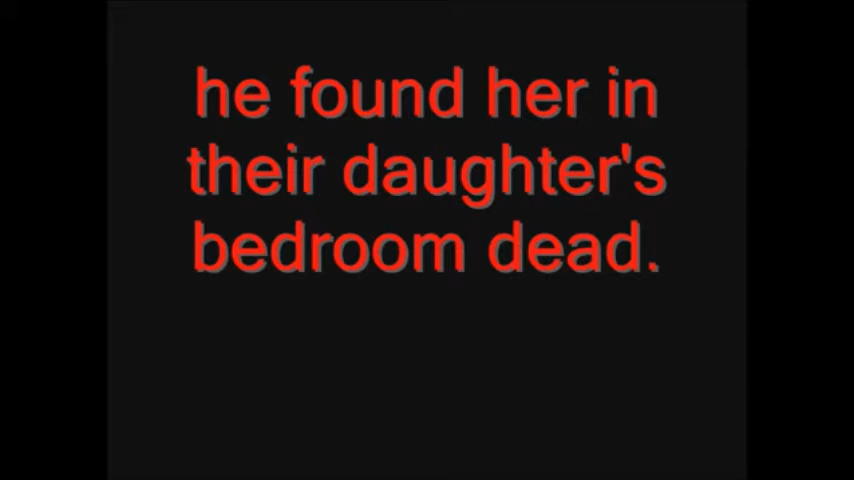 he found her in
their daughter's
bedroom dead.